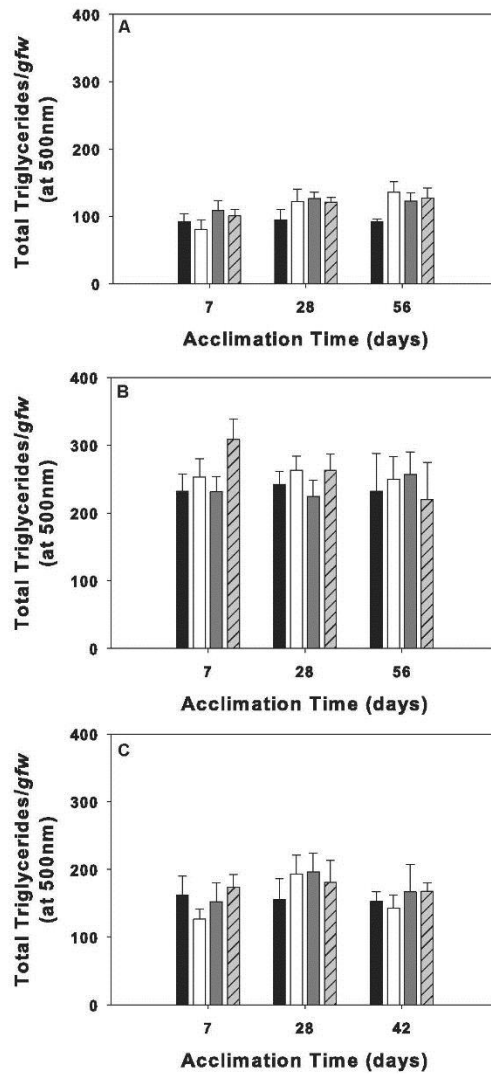 A
400
300
200
100
0
Total Triglycerides/gfw
(at 500nm)
7 28 56
Acclimation Time (days)
B
400
300
200
100
0
Total Triglycerides/gfw
(at 500nm)
7 28 56
Acclimation Time (days)
C
400
300
200
100
0
Total Triglycerides/gfw
(at 500nm)
7 28 42
Acclimation Time (days)